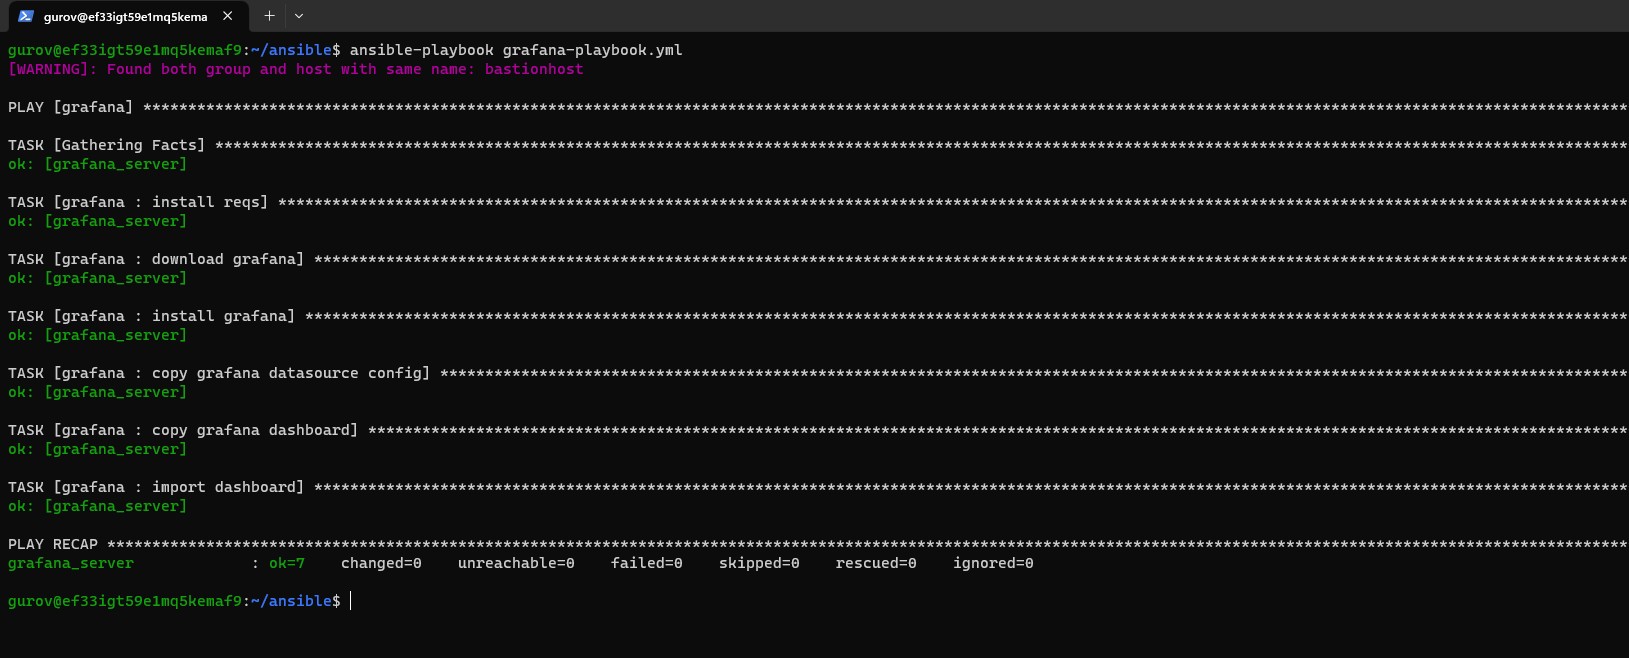 gurov@ef33igt59e1mq5kema
gurov@ef33igt59e1mq5kemaf9:~/ansible$ ansible-playbook grafana-playbook.yml
[WARNING]: Found both group and host with same name: bastionhost
PLAY [grafana] ****************************************************************************************************************************************************************************
TASK [Gathering Facts] ********************************************************************************************************************************************************************
ok: [grafana_server]
TASK [grafana : install reqs] *************************************************************************************************************************************************************
ok: [grafana_server]
TASK [grafana : download grafana] *********************************************************************************************************************************************************
ok: [grafana_server]
TASK [grafana : install grafana] **********************************************************************************************************************************************************
ok: [grafana_server]
TASK [grafana : copy grafana datasource config] *******************************************************************************************************************************************
ok: [grafana_server]
TASK [grafana : copy grafana dashboard] ***************************************************************************************************************************************************
ok: [grafana_server]
TASK [grafana : import dashboard] *********************************************************************************************************************************************************
ok: [grafana_server]
PLAY RECAP ********************************************************************************************************************************************************************************
grafana_server             : ok=7    changed=0    unreachable=0    failed=0    skipped=0    rescued=0    ignored=0
gurov@ef33igt59e1mq5kemaf9:~/ansible$